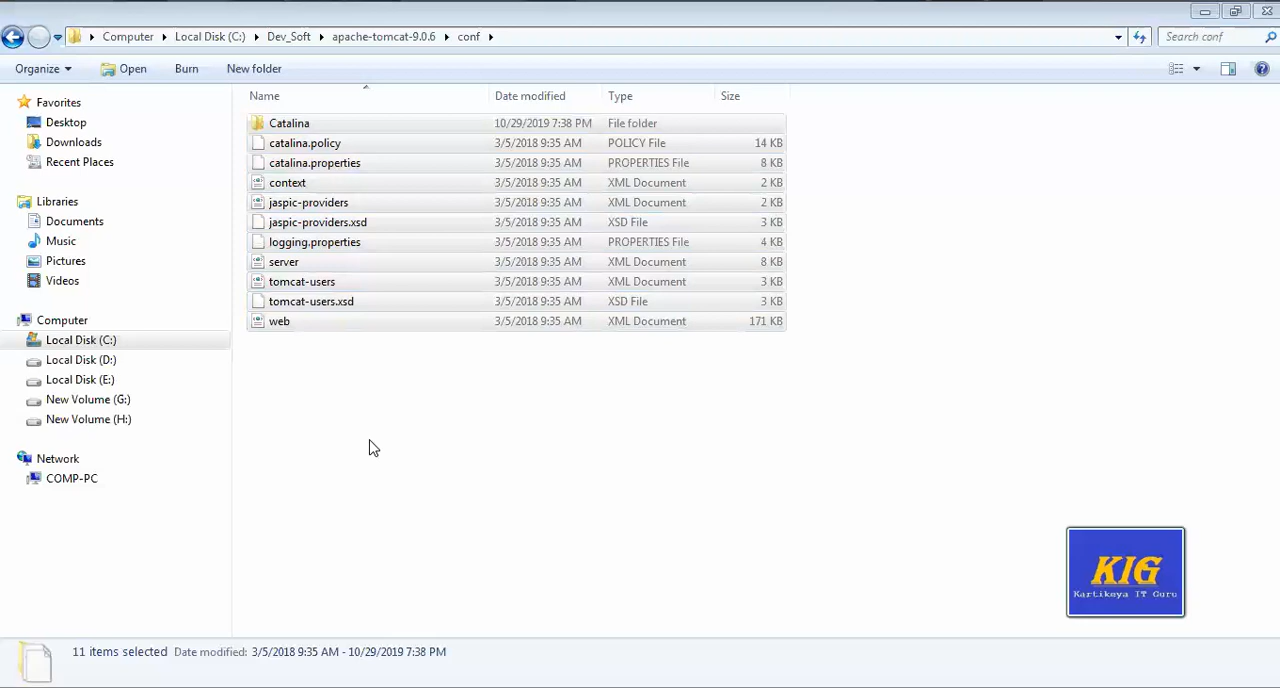 Computer Local Disk (C:) Dev_Soft apache-tomcat-9.0.6 conf
Search conf
Organize Open Burn New folder
Favorites
Desktop
Downloads
Recent Places
Libraries
Documents
Music
Pictures
Videos
Computer
Local Disk (C:)
Local Disk (D:)
Local Disk (E:)
New Volume (G:)
New Volume (H:)
Network
COMP-PC
Name Date modified Type Size
Catalina 10/29/2019 7:38 PM File folder
catalina.policy 3/5/2018 9:35 AM POLICY File 14 KB
catalina.properties 3/5/2018 9:35 AM PROPERTIES File 8 KB
context 3/5/2018 9:35 AM XML Document 2 KB
jaspic-providers 3/5/2018 9:35 AM XML Document 2 KB
jaspic-providers.xsd 3/5/2018 9:35 AM XSD File 3 KB
logging.properties 3/5/2018 9:35 AM PROPERTIES File 4 KB
server 3/5/2018 9:35 AM XML Document 8 KB
tomcat-users 3/5/2018 9:35 AM XML Document 3 KB
tomcat-users.xsd 3/5/2018 9:35 AM XSD File 3 KB
web 3/5/2018 9:35 AM XML Document 171 KB
KIG
Kartikeya IT Guru
11 items selected Date modified: 3/5/2018 9:35 AM - 10/29/2019 7:38 PM